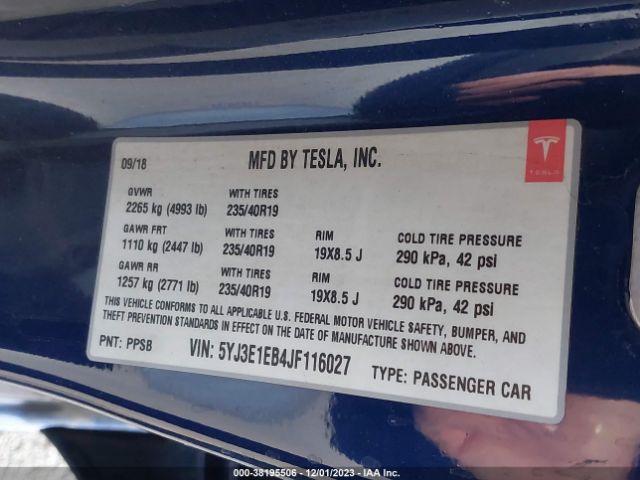 09/18 MFD BY TESLA, INC.
TESLA
GVWR WITH TIRES
2265 kg (4993 lb) 235/40R19
GAWR FRT WITH TIRES RIM COLD TIRE PRESSURE
1110 kg (2447 lb) 235/40R19 19X8.5 J 290 kPa, 42 psi
GAWR RR WITH TIRES RIM COLD TIRE PRESSURE
1257 kg (2771 lb) 235/40R19 19X8.5 J 290 kPa, 42 psi
THIS VEHICLE CONFORMS TO ALL APPLICABLE U.S. FEDERAL MOTOR VEHICLE SAFETY, BUMPER, AND
THEFT PREVENTION STANDARDS IN EFFECT ON THE DATE OF MANUFACTURE SHOWN ABOVE.
PNT: PPSB VIN: 5YJ3E1EB4JF116027 TYPE: PASSENGER CAR
000-38195506 - 12/01/2023 - IAA Inc.